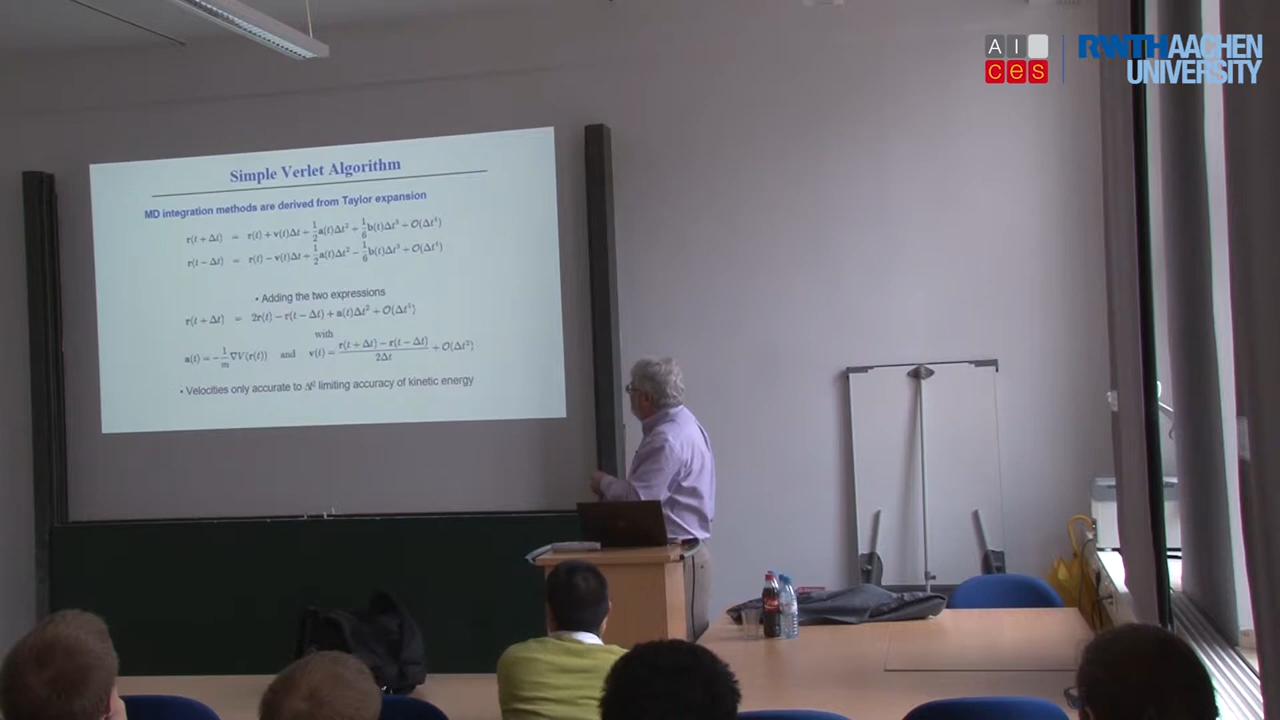 AICES
RWTH AACHEN
UNIVERSITY
Simple Verlet Algorithm
MD integration methods are derived from Taylor expansion
r(t + Δt) = r(t) + v(t)Δt + 1/2 a(t)Δt² + 1/6 b(t)Δt³ + O(Δt⁴)
r(t − Δt) = r(t) − v(t)Δt + 1/2 a(t)Δt² − 1/6 b(t)Δt³ + O(Δt⁴)
• Adding the two expressions
r(t + Δt) = 2r(t) − r(t − Δt) + a(t)Δt² + O(Δt⁴)
with
a(t) = −1/m ∇V(r(t)) and v(t) = r(t + Δt) − r(t − Δt) / 2Δt + O(Δt²)
• Velocities only accurate to Δt² limiting accuracy of kinetic energy